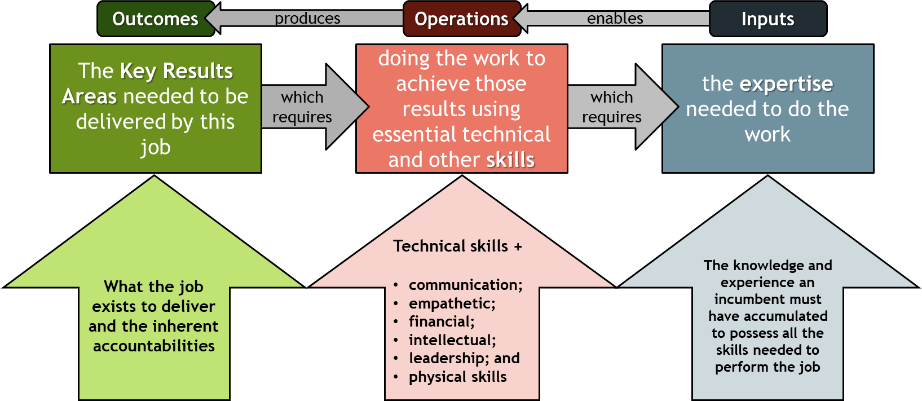 Outcomes
produces
Operations
enables
Inputs
The Key Results
Areas needed to be
delivered by this
job
which
requires
doing the work to
achieve those
results using
essential technical
and other skills
which
requires
the expertise
needed to do the
work
What the job
exists to deliver
and the inherent
accountabilities
Technical skills +
• communication;
• empathetic;
• financial;
• intellectual;
• leadership; and
• physical skills
The knowledge and
experience an
incumbent must
have accumulated
to possess all the
skills needed to
perform the job